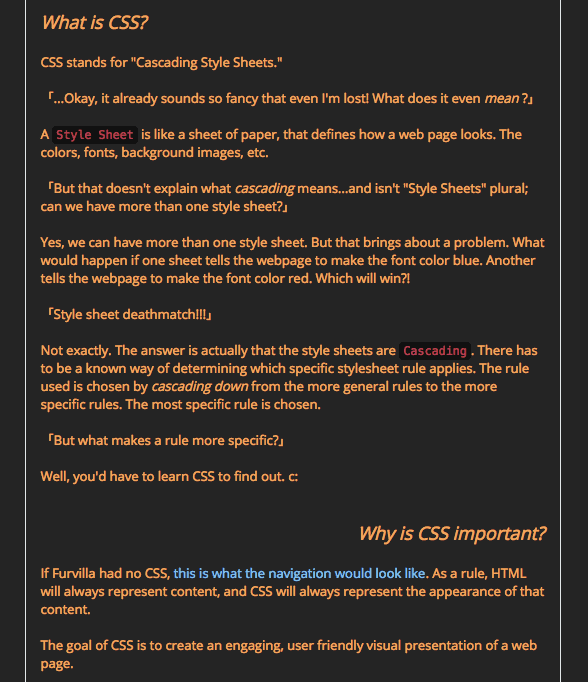 What is CSS?
CSS stands for "Cascading Style Sheets."
「...Okay, it already sounds so fancy that even I'm lost! What does it even mean ?」
A Style Sheet is like a sheet of paper, that defines how a web page looks. The
colors, fonts, background images, etc.
「But that doesn't explain what cascading means...and isn't "Style Sheets" plural;
can we have more than one style sheet?」
Yes, we can have more than one style sheet. But that brings about a problem. What
would happen if one sheet tells the webpage to make the font color blue. Another
tells the webpage to make the font color red. Which will win?!
「Style sheet deathmatch!!!」
Not exactly. The answer is actually that the style sheets are Cascading. There has
to be a known way of determining which specific stylesheet rule applies. The rule
used is chosen by cascading down from the more general rules to the more
specific rules. The most specific rule is chosen.
「But what makes a rule more specific?」
Well, you'd have to learn CSS to find out. c:
Why is CSS important?
If Furvilla had no CSS, this is what the navigation would look like. As a rule, HTML
will always represent content, and CSS will always represent the appearance of that
content.
The goal of CSS is to create an engaging, user friendly visual presentation of a web
page.